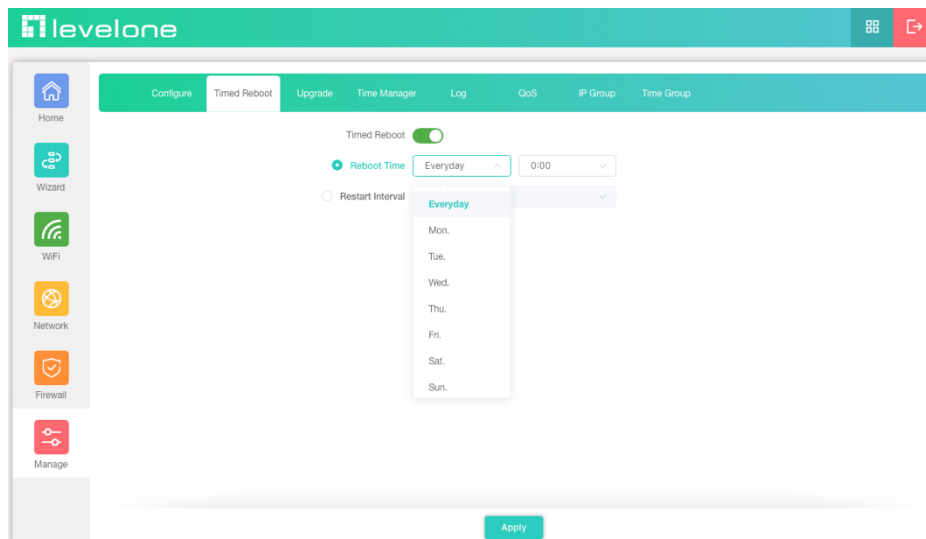 levelone
Home
Wizard
WiFi
Network
Firewall
Manage
Configure Timed Reboot Upgrade Time Manager Log QoS IP Group Time Group
Timed Reboot
Reboot Time Everyday 0:00
Restart Interval
Everyday
Mon.
Tue.
Wed.
Thu.
Fri.
Sat.
Sun.
Apply